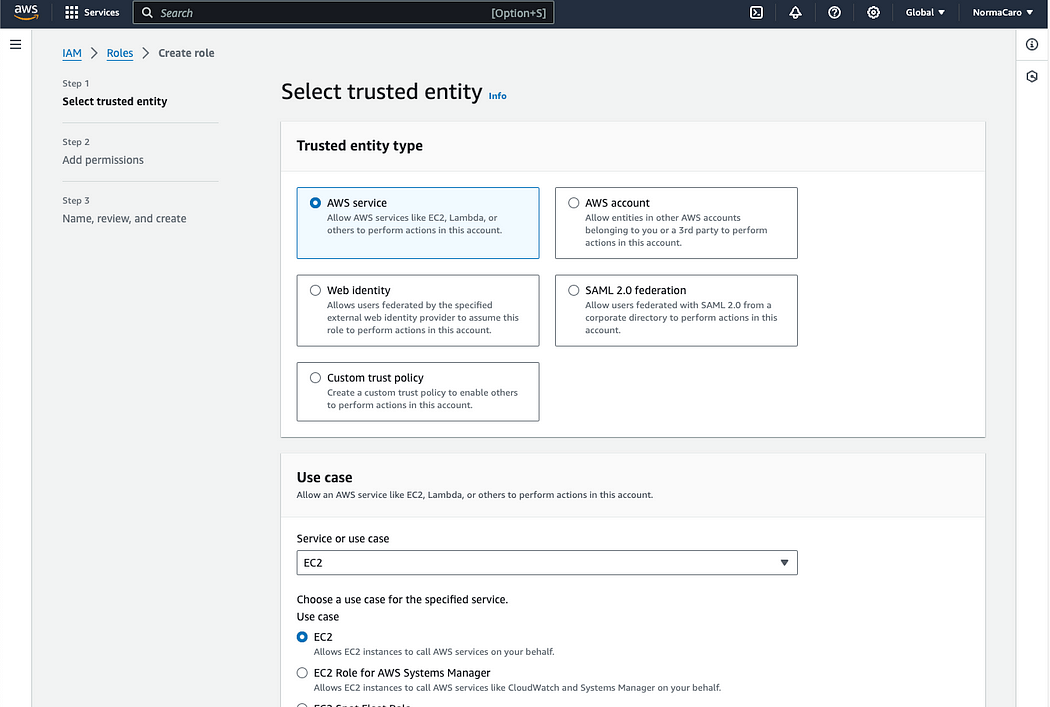 aws
Services
Search
[Option+S]
Global
NormaCaro
IAM
Roles
Create role
Step 1
Select trusted entity
Step 2
Add permissions
Step 3
Name, review, and create
Select trusted entity Info
Trusted entity type
AWS service
Allow AWS services like EC2, Lambda, or
others to perform actions in this account.
AWS account
Allow entities in other AWS accounts
belonging to you or a 3rd party to perform
actions in this account.
Web identity
Allows users federated by the specified
external web identity provider to assume this
role to perform actions in this account.
SAML 2.0 federation
Allow users federated with SAML 2.0 from a
corporate directory to perform actions in this
account.
Custom trust policy
Create a custom trust policy to enable others
to perform actions in this account.
Use case
Allow an AWS service like EC2, Lambda, or others to perform actions in this account.
Service or use case
EC2
Choose a use case for the specified service.
Use case
EC2
Allows EC2 instances to call AWS services on your behalf.
EC2 Role for AWS Systems Manager
Allows EC2 instances to call AWS services like CloudWatch and Systems Manager on your behalf.
EC2 Spot Fleet Role